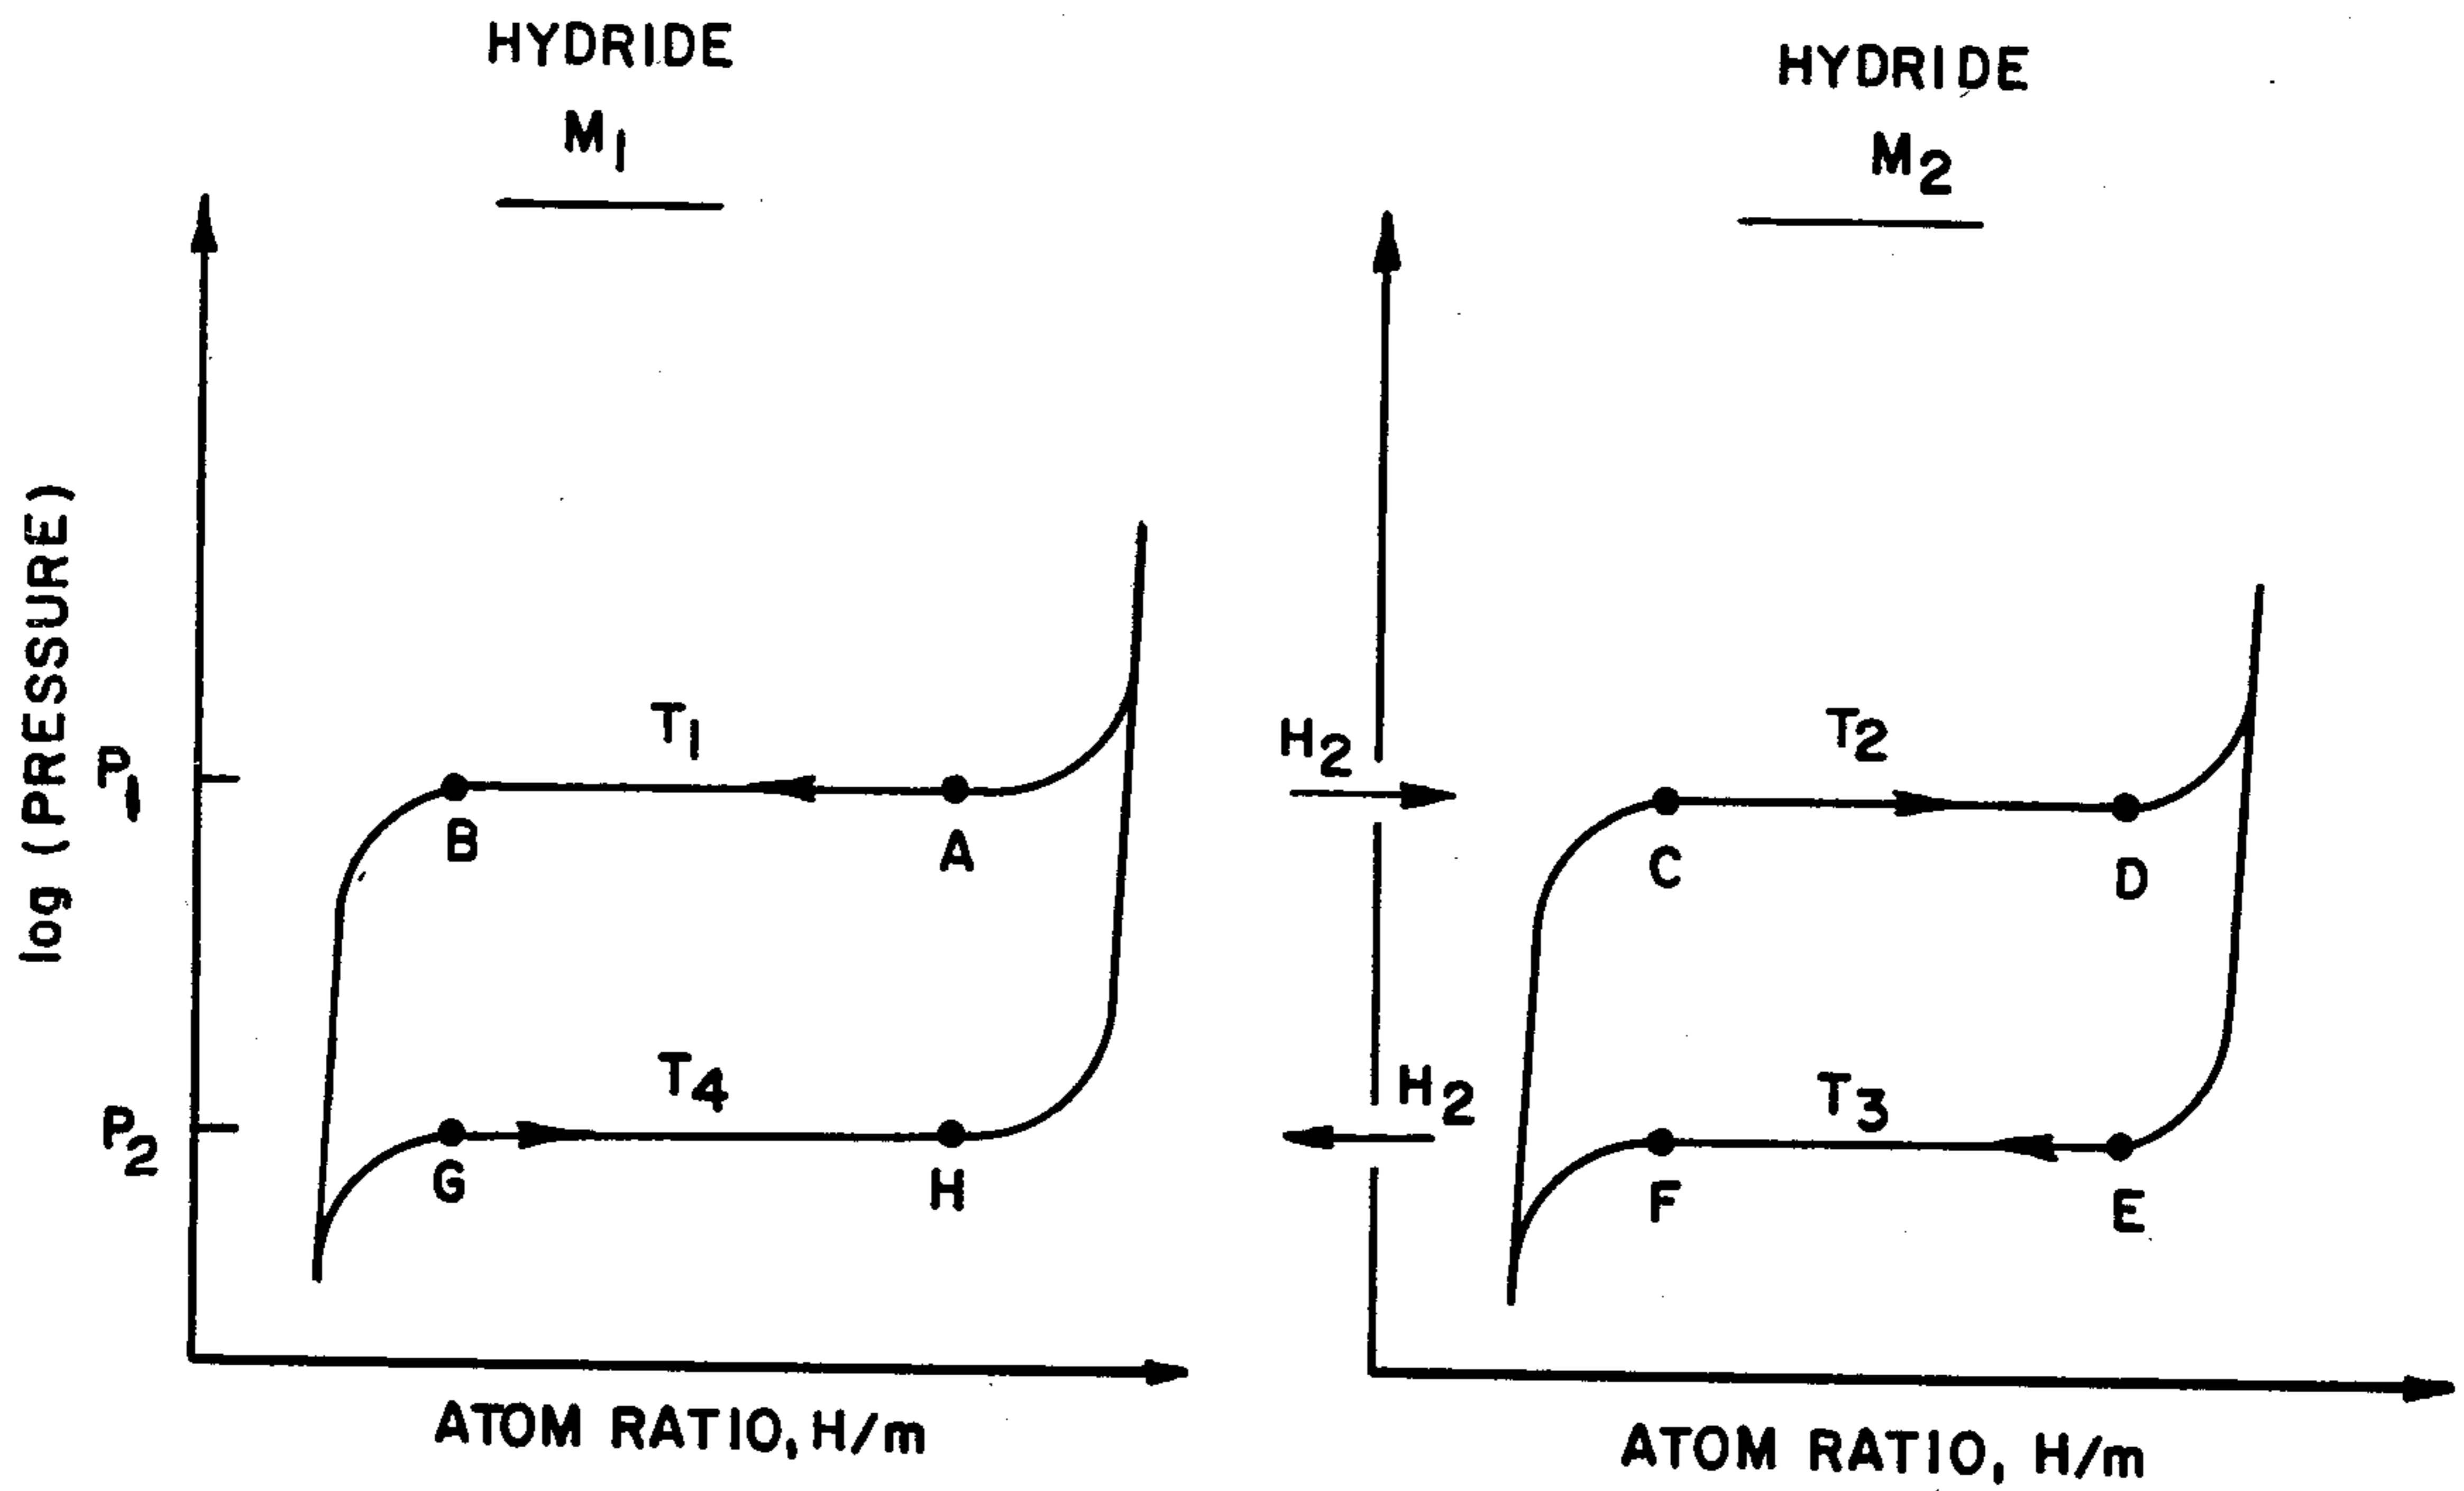 HYDRIDE
M1
HYDRIDE
M2
log (PRESSURE)
P1
P2
T1
B
A
T4
G
H
H2
H2
T2
C
D
T3
F
E
ATOM RATIO, H/m
ATOM RATIO, H/m